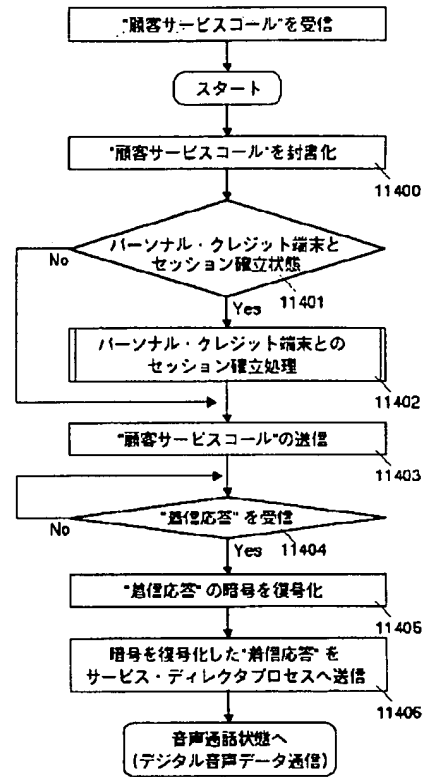 "顧客サービスコール"を受信
スタート
"顧客サービスコール"を封書化
11400
パーソナル・クレジット端末と
セッション確立状態
No
11401
Yes
パーソナル・クレジット端末との
セッション確立処理
11402
"顧客サービスコール"の送信
11403
"着信応答"を受信
No
11404
Yes
"着信応答"の暗号を復号化
11405
暗号を復号化した"着信応答"を
サービス・ディレクタプロセスへ送信
11406
音声通話状態へ
(デジタル音声データ通信)